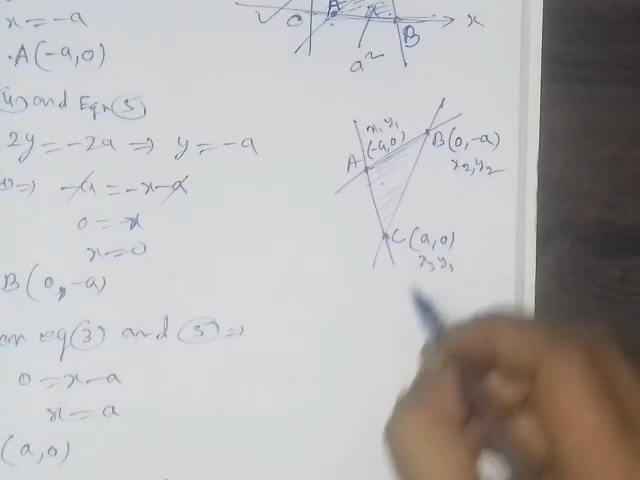 x = -a
.A(-a, 0)
(4) and Eqn (5)
2y = -2a ⇒ y = -a
⇒ -a = -x - a
0 = -x
x = 0
B(0, -a)
on eq(3) and (5) ⇒
0 = x - a
x = a
(a, 0)
O
B
x
a²
x₁, y₁
(-a, 0)
A
B(0, -a)
x₂, y₂
C(a, 0)
x₃ y₃